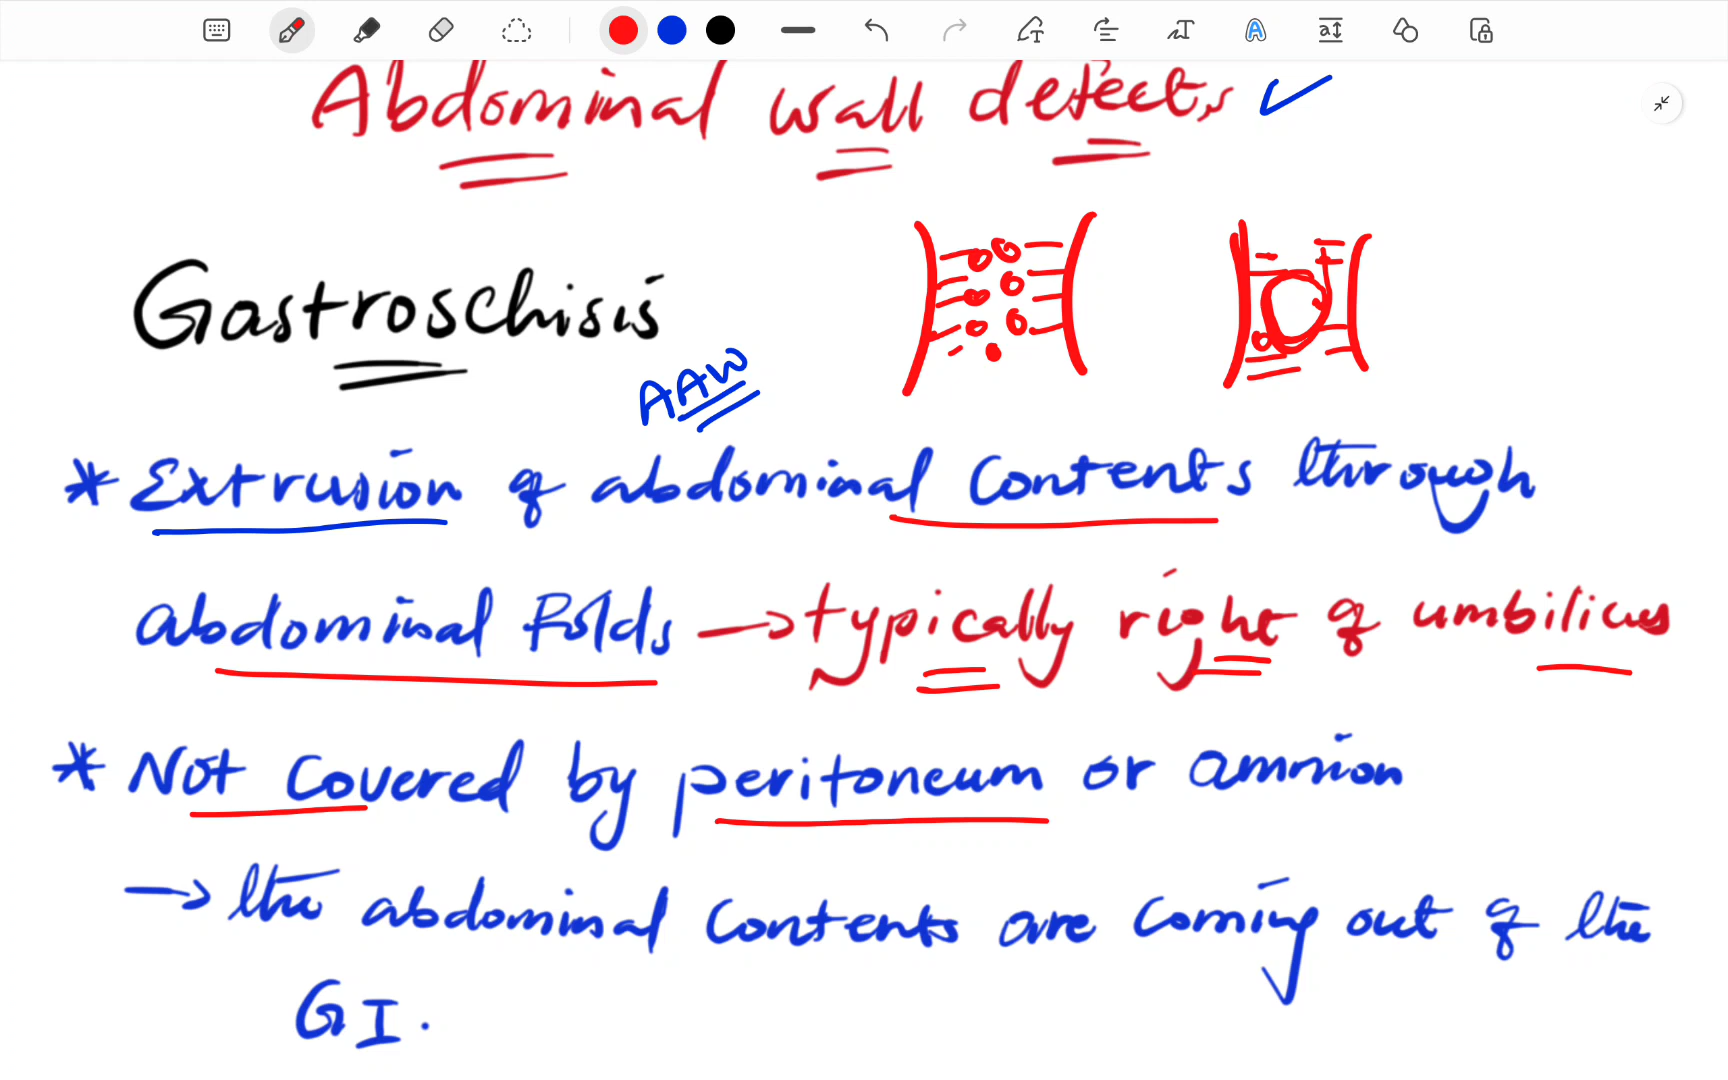 Abdominal wall defects
Gastroschisis
AAW
* Extrusion of abdominal contents through
abdominal folds → typically right of umbilicus
* Not covered by peritoneum or amnion
→ the abdominal contents are coming out of the
GI.